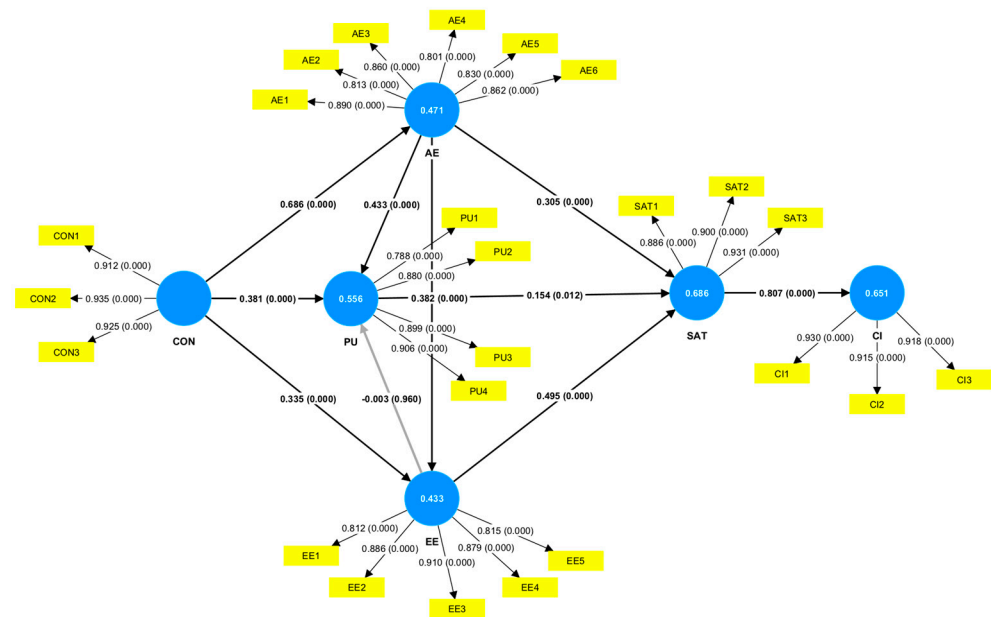 AE4
AE3
AE5
AE2
AE6
AE1
0.801 (0.000)
0.860 (0.000)
0.830 (0.000)
0.813 (0.000)
0.862 (0.000)
0.890 (0.000)
0.471
AE
0.686 (0.000)
0.433 (0.000)
0.305 (0.000)
SAT2
SAT1
SAT3
PU1
CON1
0.900 (0.000)
0.886 (0.000)
0.931 (0.000)
PU2
0.788 (0.000)
0.912 (0.000)
0.880 (0.000)
CON2
0.935 (0.000)
0.381 (0.000)
0.556
0.382 (0.000)
0.154 (0.012)
0.686
0.807 (0.000)
0.651
0.925 (0.000)
CON
PU
0.899 (0.000)
SAT
CI
0.930 (0.000)
0.918 (0.000)
CON3
0.906 (0.000)
PU3
0.915 (0.000)
CI1
CI3
PU4
CI2
0.335 (0.000)
-0.003 (0.960)
0.495 (0.000)
0.433
0.812 (0.000)
0.815 (0.000)
EE
0.886 (0.000)
0.879 (0.000)
0.910 (0.000)
EE1
EE5
EE2
EE4
EE3